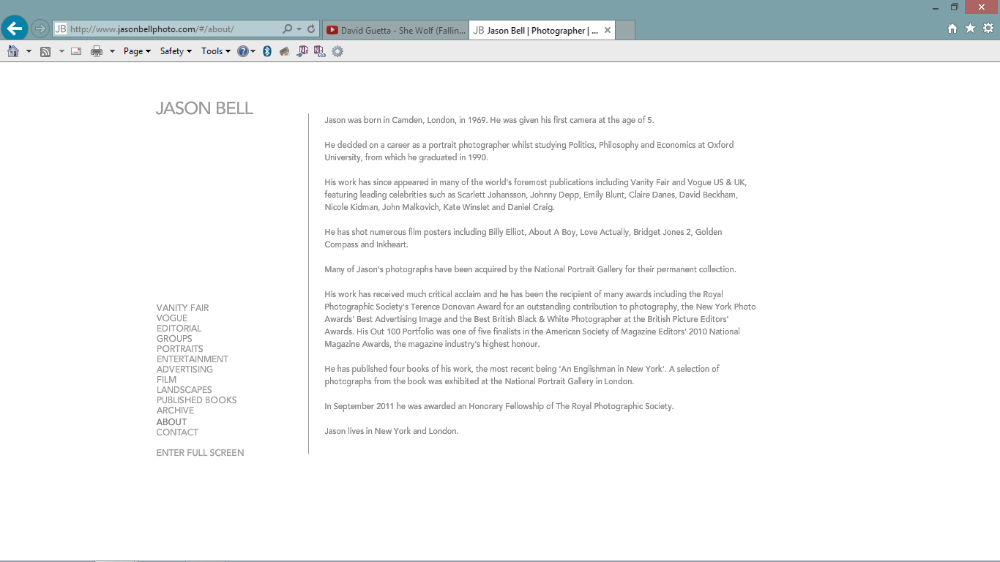 JB http://www.jasonbellphoto.com/#/about/
David Guetta - She Wolf (Fallin...
JB Jason Bell | Photographer | ...
Page Safety Tools
JASON BELL
Jason was born in Camden, London, in 1969. He was given his first camera at the age of 5.
He decided on a career as a portrait photographer whilst studying Politics, Philosophy and Economics at Oxford
University, from which he graduated in 1990.
His work has since appeared in many of the world's foremost publications including Vanity Fair and Vogue US & UK,
featuring leading celebrities such as Scarlett Johansson, Johnny Depp, Emily Blunt, Claire Danes, David Beckham,
Nicole Kidman, John Malkovich, Kate Winslet and Daniel Craig.
He has shot numerous film posters including Billy Elliot, About A Boy, Love Actually, Bridget Jones 2, Golden
Compass and Inkheart.
Many of Jason's photographs have been acquired by the National Portrait Gallery for their permanent collection.
His work has received much critical acclaim and he has been the recipient of many awards including the Royal
Photographic Society's Terence Donovan Award for an outstanding contribution to photography, the New York Photo
Awards' Best Advertising Image and the Best British Black & White Photographer at the British Picture Editors'
Awards. His Out 100 Portfolio was one of five finalists in the American Society of Magazine Editors' 2010 National
Magazine Awards, the magazine industry's highest honour.
He has published four books of his work, the most recent being 'An Englishman in New York'. A selection of
photographs from the book was exhibited at the National Portrait Gallery in London.
In September 2011 he was awarded an Honorary Fellowship of The Royal Photographic Society.
Jason lives in New York and London.
VANITY FAIR
VOGUE
EDITORIAL
GROUPS
PORTRAITS
ENTERTAINMENT
ADVERTISING
FILM
LANDSCAPES
PUBLISHED BOOKS
ARCHIVE
ABOUT
CONTACT
ENTER FULL SCREEN